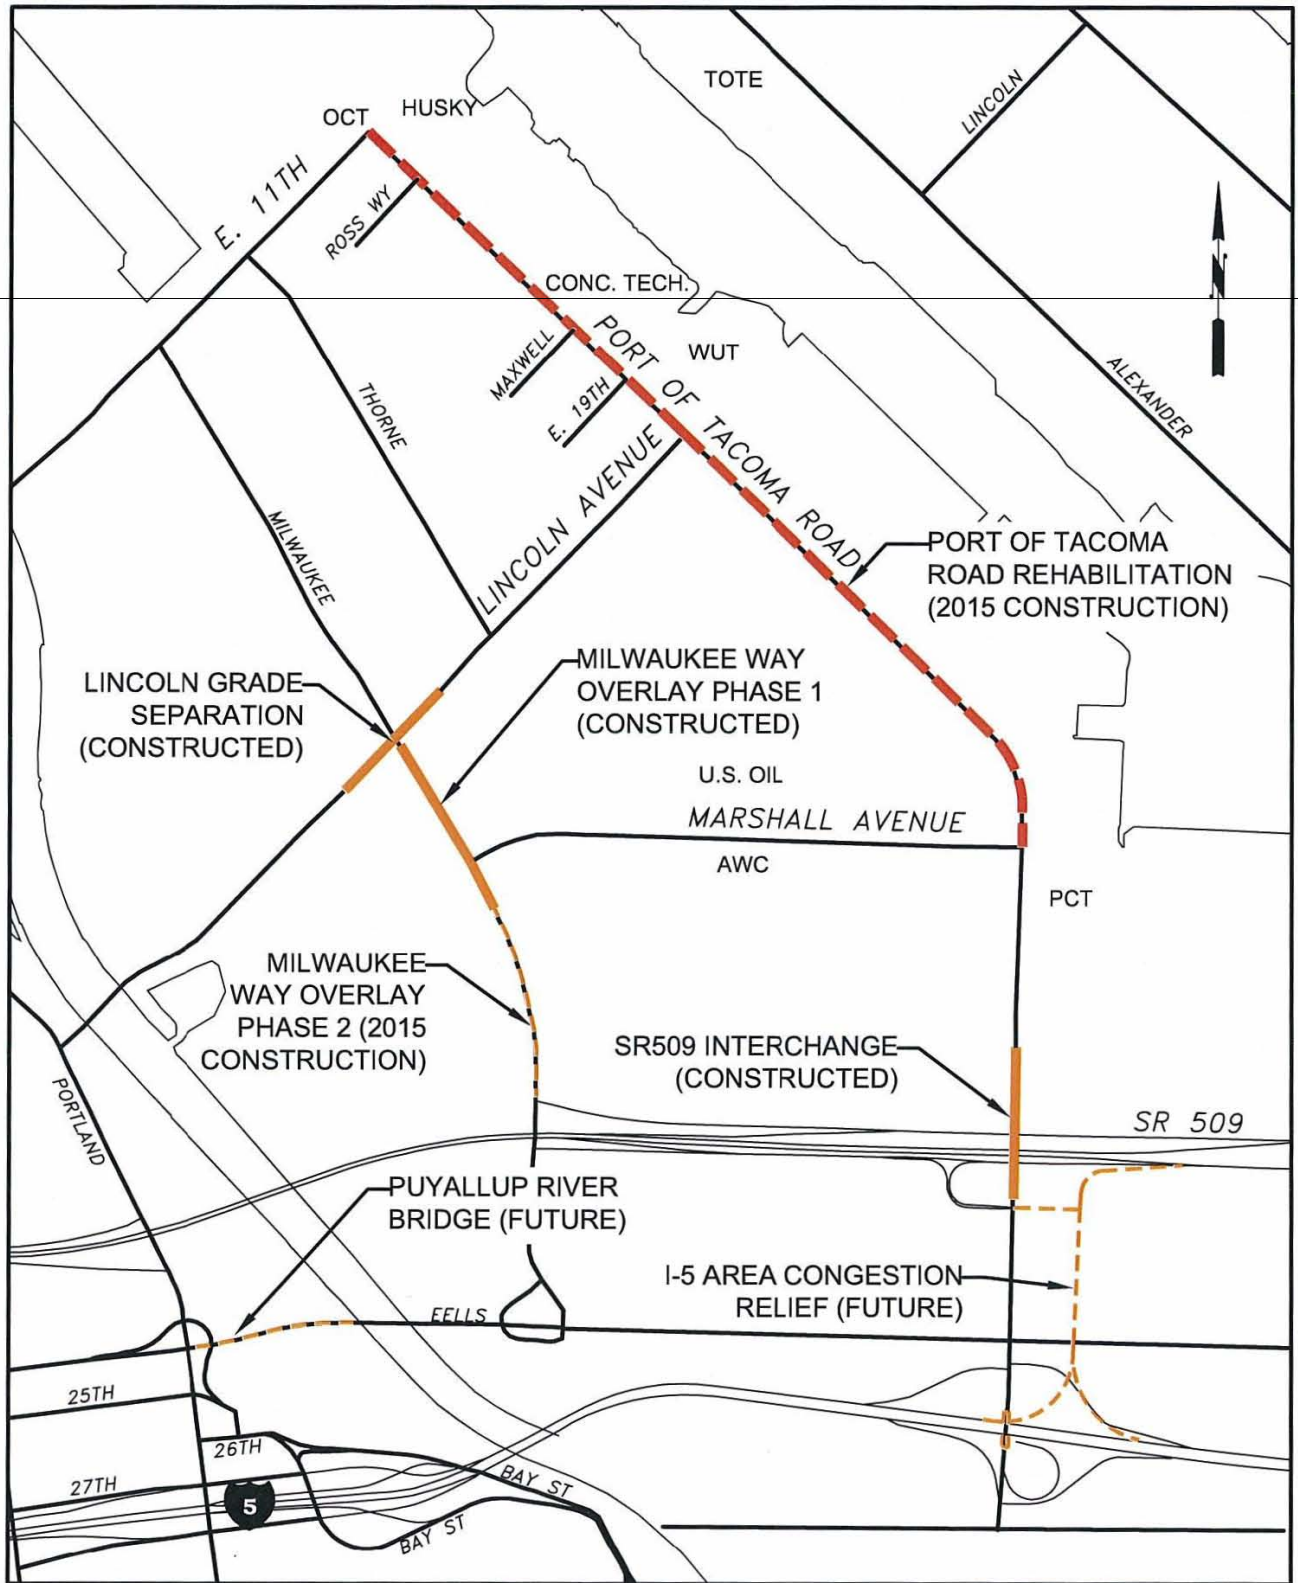 TOTE
LINCOLN
HUSKY
OCT
E. 11TH
ROSS WY
N
CONC. TECH.
WUT
MAXWELL
E. 19TH
PORT OF TACOMA ROAD
ALEXANDER
THORNE
MILWAUKEE
LINCOLN AVENUE
PORT OF TACOMA
ROAD REHABILITATION
(2015 CONSTRUCTION)
MILWAUKEE WAY
OVERLAY PHASE 1
(CONSTRUCTED)
LINCOLN GRADE
SEPARATION
(CONSTRUCTED)
U.S. OIL
MARSHALL AVENUE
AWC
PCT
MILWAUKEE
WAY OVERLAY
PHASE 2 (2015
CONSTRUCTION)
SR509 INTERCHANGE
(CONSTRUCTED)
PORTLAND
SR 509
PUYALLUP RIVER
BRIDGE (FUTURE)
I-5 AREA CONGESTION
RELIEF (FUTURE)
EELLS
25TH
26TH
27TH
5
BAY ST
BAY ST